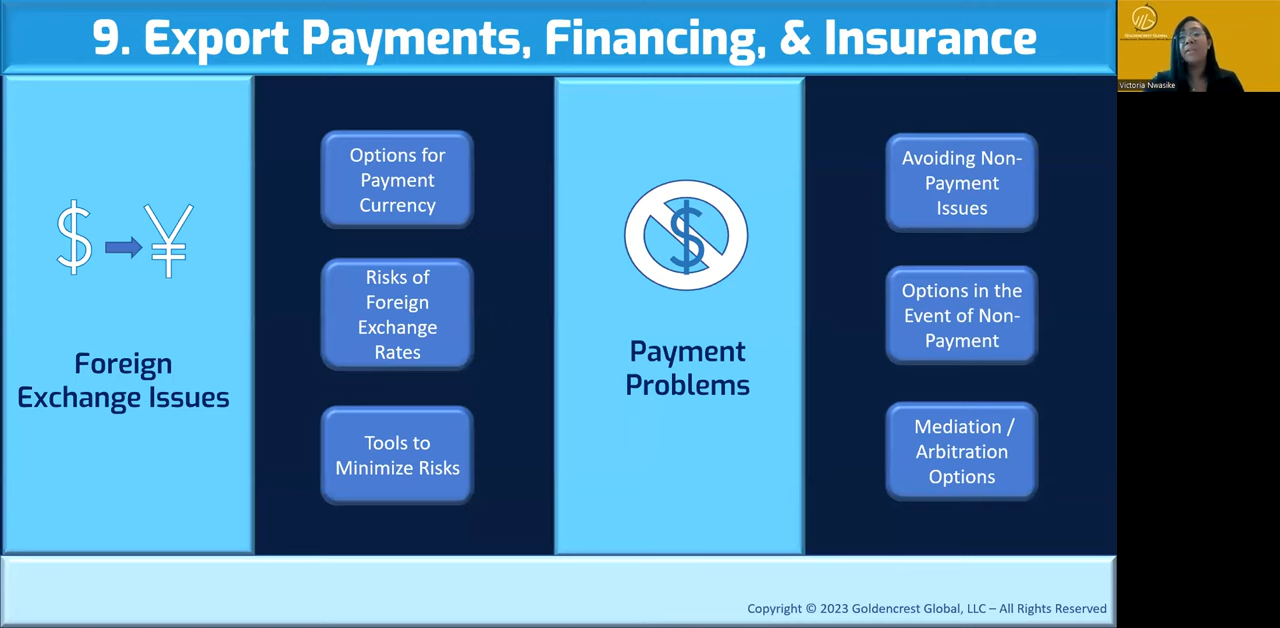 9. Export Payments, Financing, & Insurance
$
¥
Foreign
Exchange Issues
Options for
Payment
Currency
Risks of
Foreign
Exchange
Rates
Tools to
Minimize Risks
$
Payment
Problems
Avoiding Non-
Payment
Issues
Options in the
Event of Non-
Payment
Mediation /
Arbitration
Options
Copyright © 2023 Goldencrest Global, LLC – All Rights Reserved
GOLDENCREST GLOBAL
Victoria Nwasike